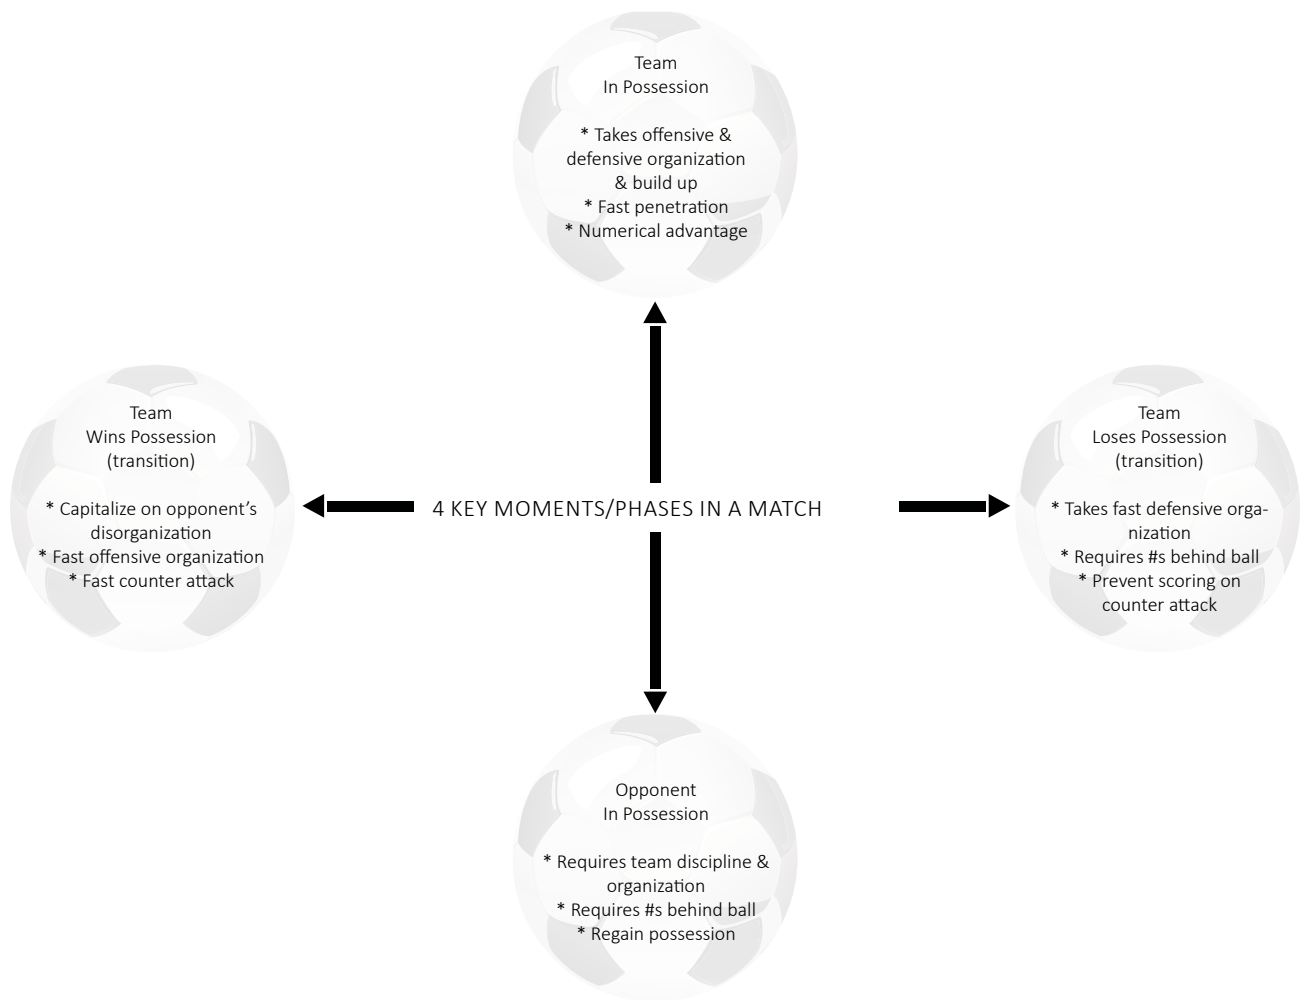 Team
In Possession
* Takes offensive &
defensive organization
& build up
* Fast penetration
* Numerical advantage
Team
Wins Possession
(transition)
* Capitalize on opponent’s
disorganization
* Fast offensive organization
* Fast counter attack
4 KEY MOMENTS/PHASES IN A MATCH
Team
Loses Possession
(transition)
* Takes fast defensive orga-
nization
* Requires #s behind ball
* Prevent scoring on
counter attack
Opponent
In Possession
* Requires team discipline &
organization
* Requires #s behind ball
* Regain possession